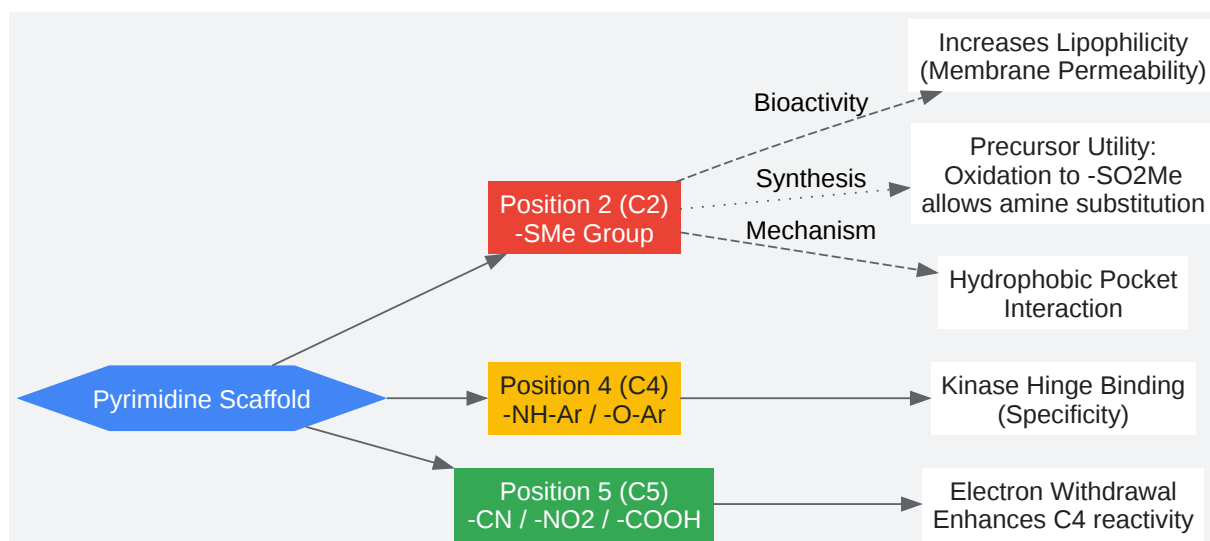 Increases Lipophilicity
(Membrane Permeability)
Bioactivity
Precursor Utility:
Oxidation to -SO2Me
allows amine substitution
Synthesis
Position 2 (C2)
-SMe Group
Mechanism
Hydrophobic Pocket
Interaction
Pyrimidine Scaffold
Position 4 (C4)
-NH-Ar / -O-Ar
Kinase Hinge Binding
(Specificity)
Position 5 (C5)
-CN / -NO2 / -COOH
Electron Withdrawal
Enhances C4 reactivity